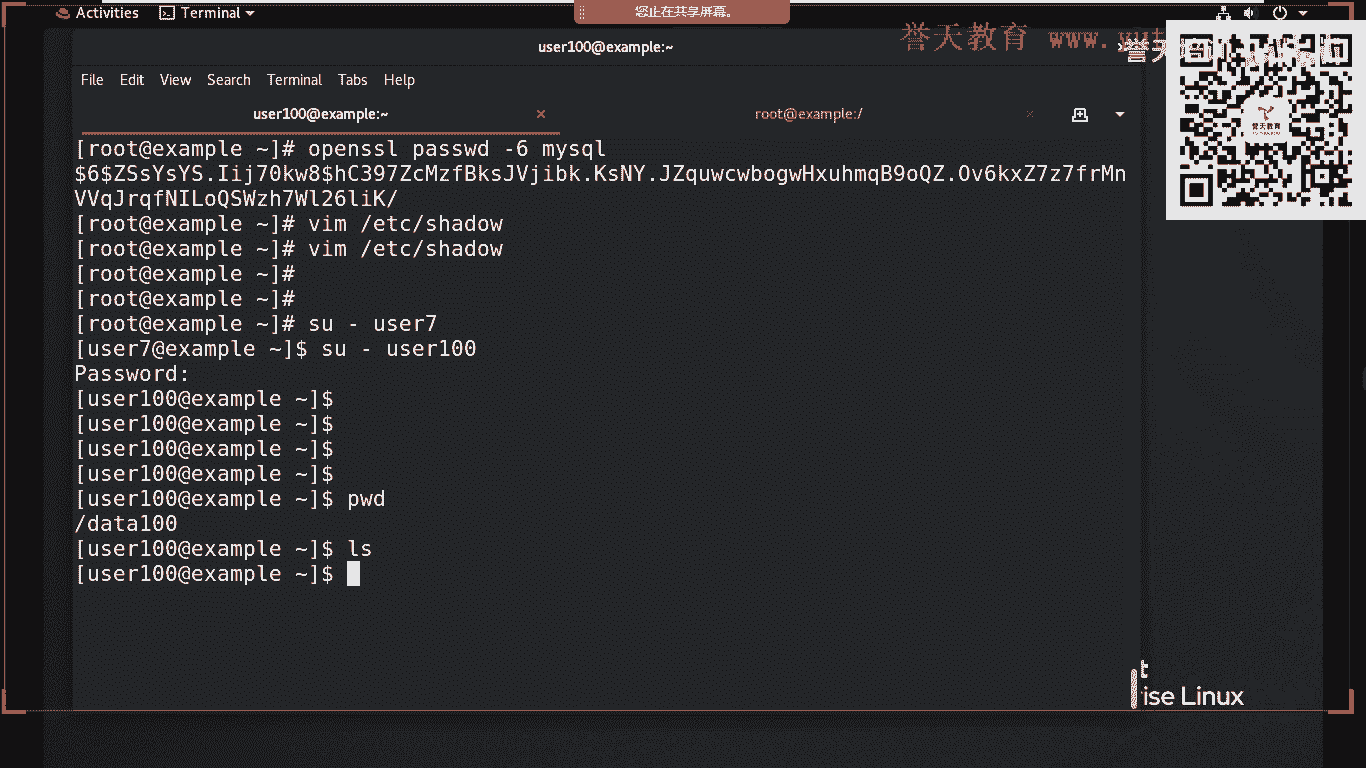 Activities Terminal
您正在共享屏幕。
誉天教育 www.
user100@example:~
File Edit View Search Terminal Tabs Help
user100@example:~ × root@example:/ ×
誉天教育
[root@example ~]# openssl passwd -6 mysql
$6$ZSsYsYS.Iij70kw8$hC397ZcMzfBksJVjibk.KsNY.JZquwcwbogwHxuhmqB9oQZ.Ov6kxZ7z7frMn
VVqJrqfNILoQSWzh7Wl26liK/
[root@example ~]# vim /etc/shadow
[root@example ~]# vim /etc/shadow
[root@example ~]#
[root@example ~]#
[root@example ~]# su - user7
[user7@example ~]$ su - user100
Password:
[user100@example ~]$
[user100@example ~]$
[user100@example ~]$
[user100@example ~]$
[user100@example ~]$ pwd
/data100
[user100@example ~]$ ls
[user100@example ~]$
t
ise Linux